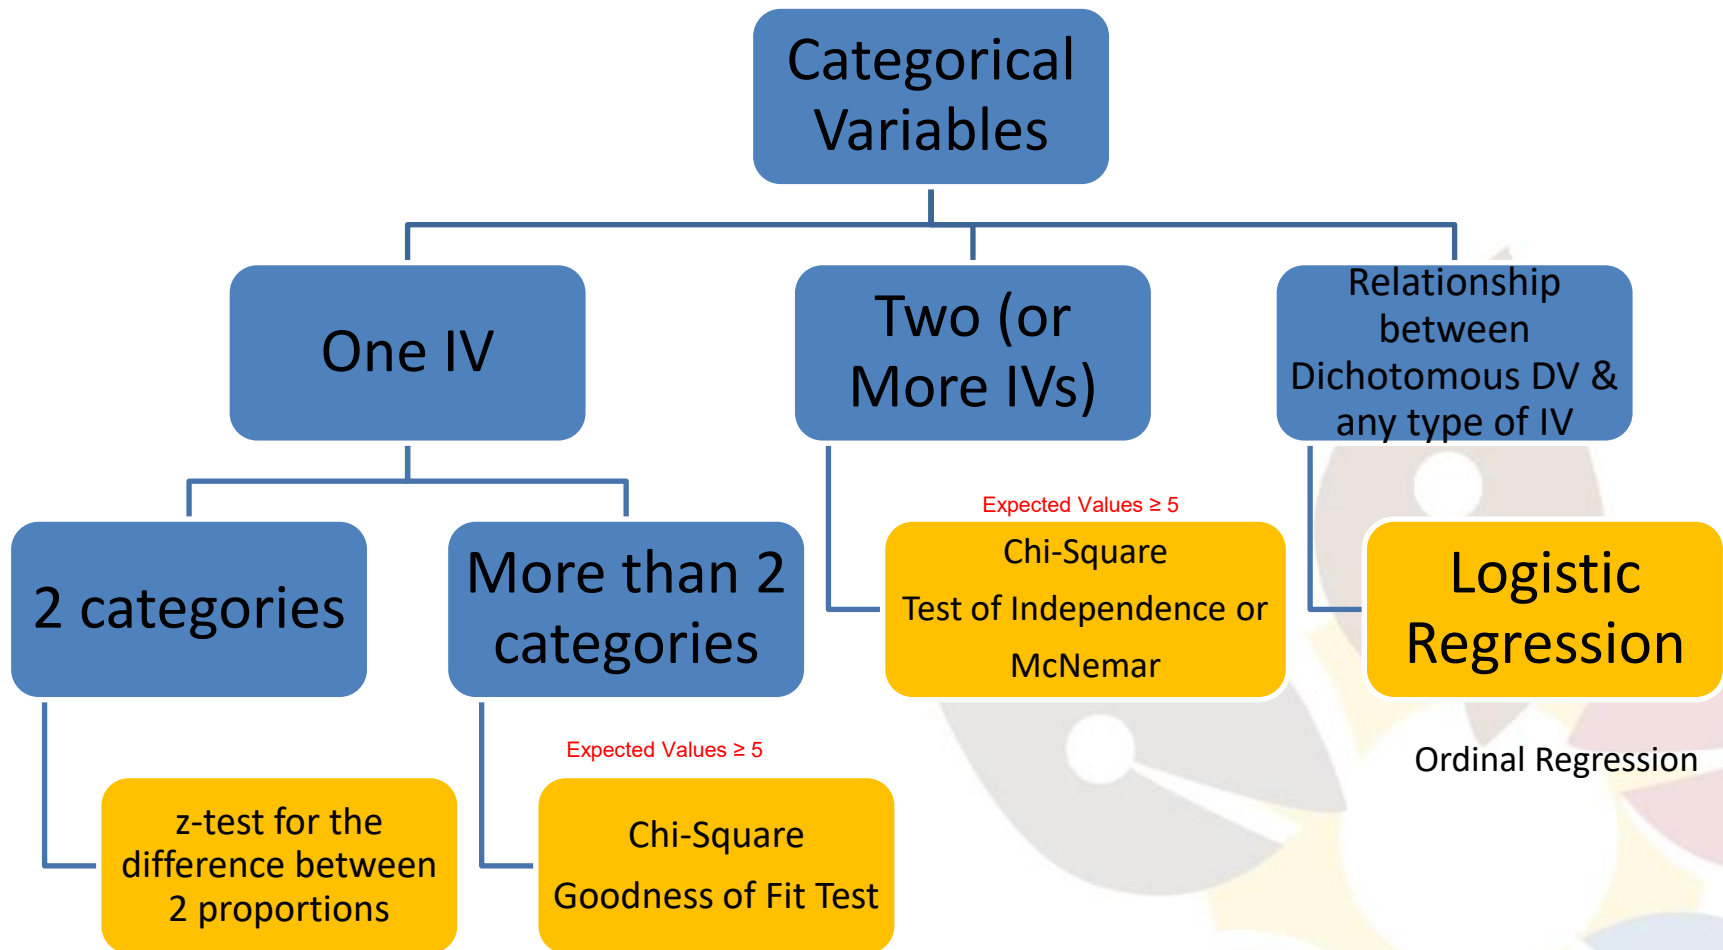 Categorical
Variables
One IV
Two (or
More IVs)
Relationship
between
Dichotomous DV &
any type of IV
2 categories
More than 2
categories
Expected Values ≥ 5
Chi-Square
Test of Independence or
McNemar
Logistic
Regression
Ordinal Regression
z-test for the
difference between
2 proportions
Expected Values ≥ 5
Chi-Square
Goodness of Fit Test